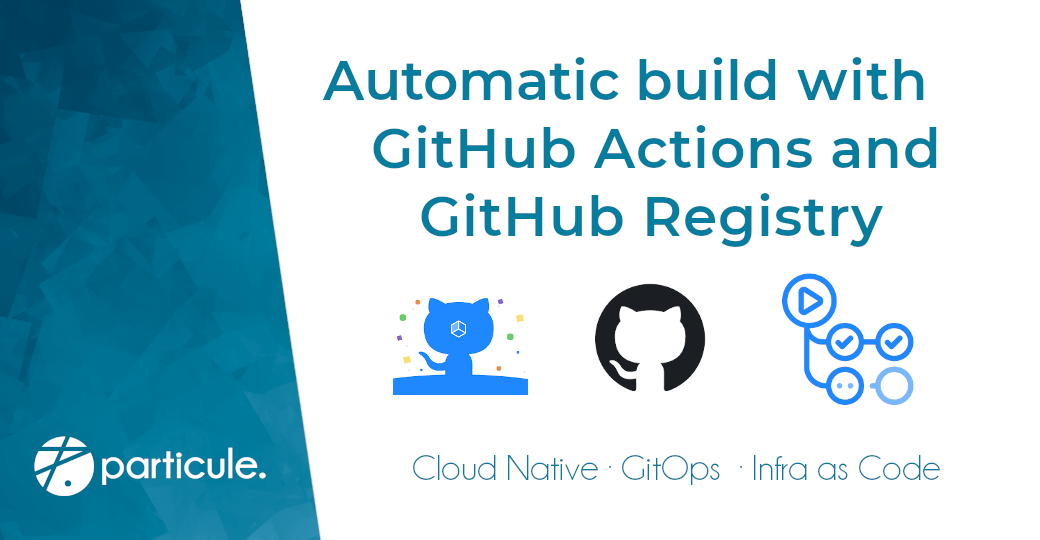 Automatic build with
GitHub Actions and
GitHub Registry
particule.
Cloud Native · GitOps · Infra as Code